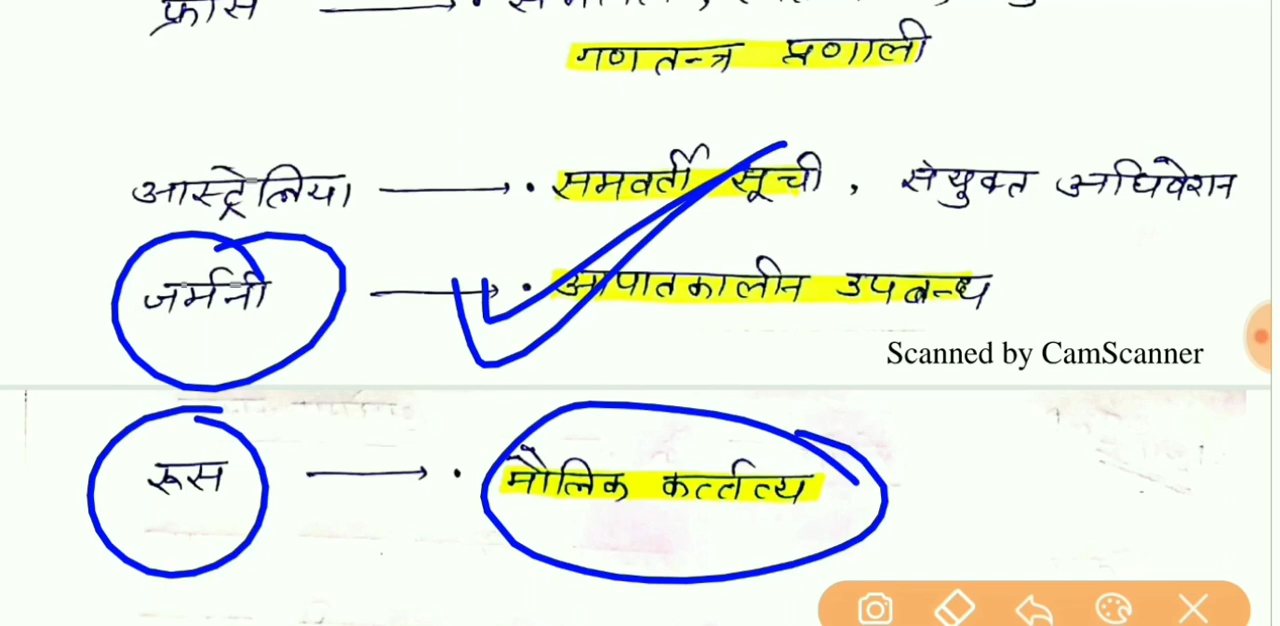 फ्रांस
गणतन्त्र प्रणाली
आस्ट्रेलिया → • समवर्ती सूची, संयुक्त अधिवेशन
जर्मनी → • आपातकालीन उपबन्ध
Scanned by CamScanner
रूस → • मौलिक कर्त्तव्य